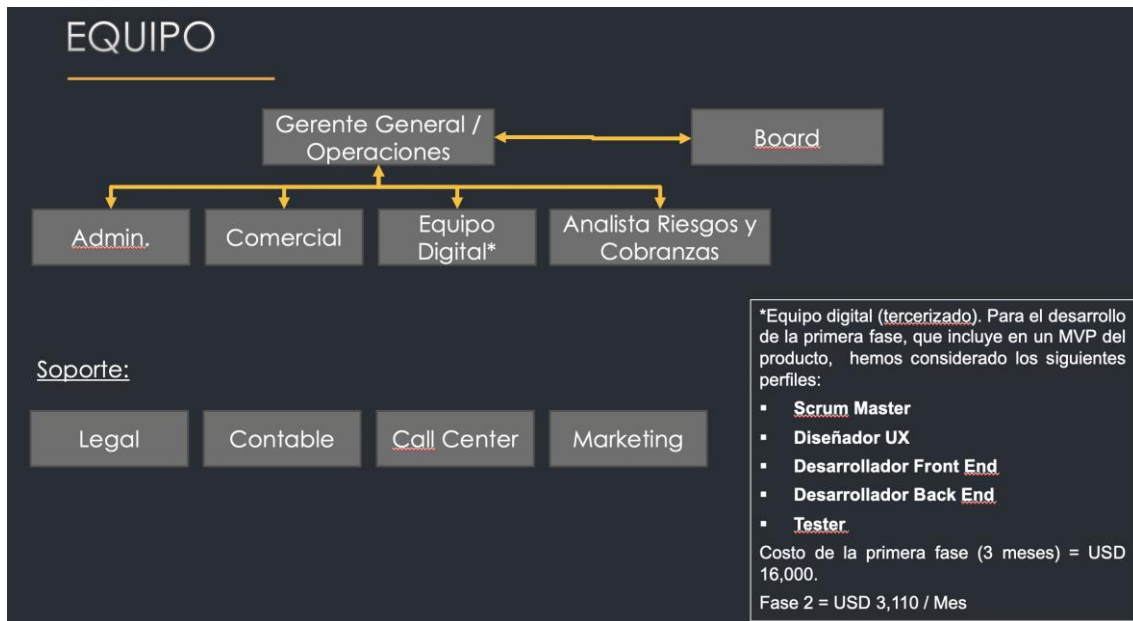 EQUIPO
Gerente General /
Operaciones
Board
Admin.
Comercial
Equipo
Digital*
Analista Riesgos y
Cobranzas
Soporte:
Legal
Contable
Call Center
Marketing
*Equipo digital (tercerizado). Para el desarrollo
de la primera fase, que incluye en un MVP del
producto, hemos considerado los siguientes
perfiles:
▪ Scrum Master
▪ Diseñador UX
▪ Desarrollador Front End
▪ Desarrollador Back End
▪ Tester
Costo de la primera fase (3 meses) = USD
16,000.
Fase 2 = USD 3,110 / Mes